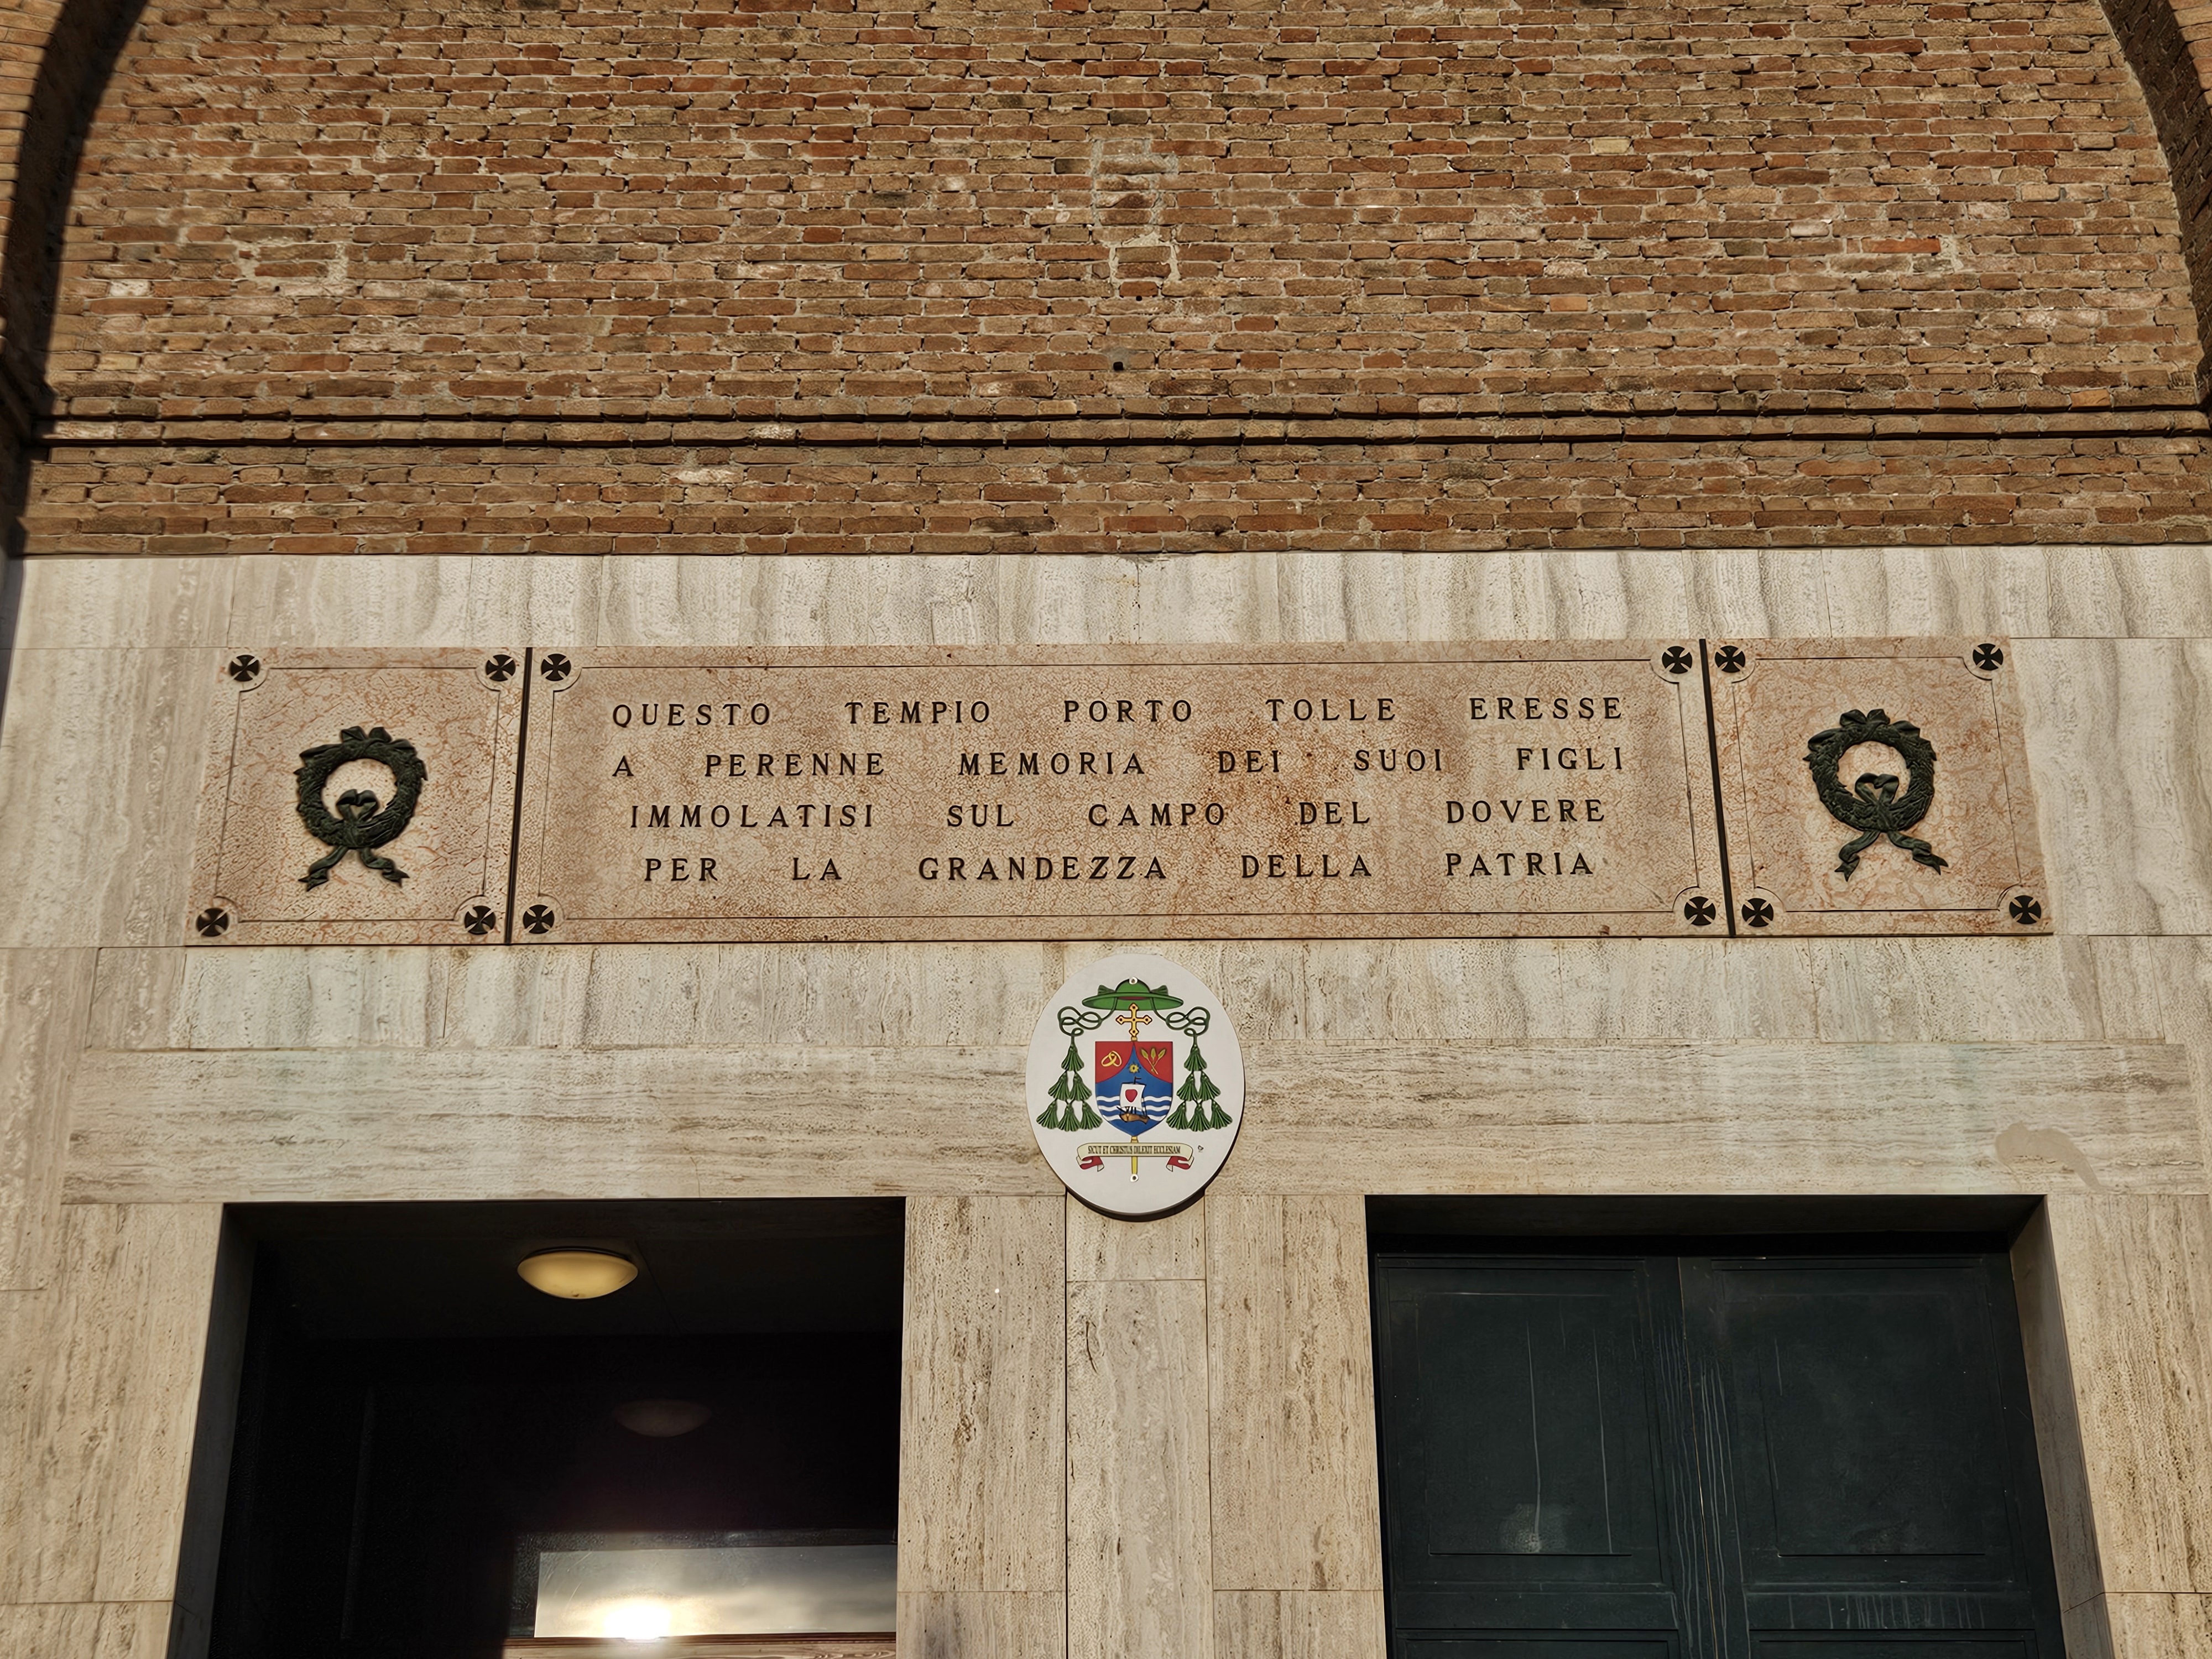 QUESTO TEMPIO PORTO TOLLE ERESSE
A PERENNE MEMORIA DEI SUOI FIGLI
IMMOLATISI SUL CAMPO DEL DOVERE
PER LA GRANDEZZA DELLA PATRIA
SICUT ET CHRISTUS DILEXIT ECCLESIAM